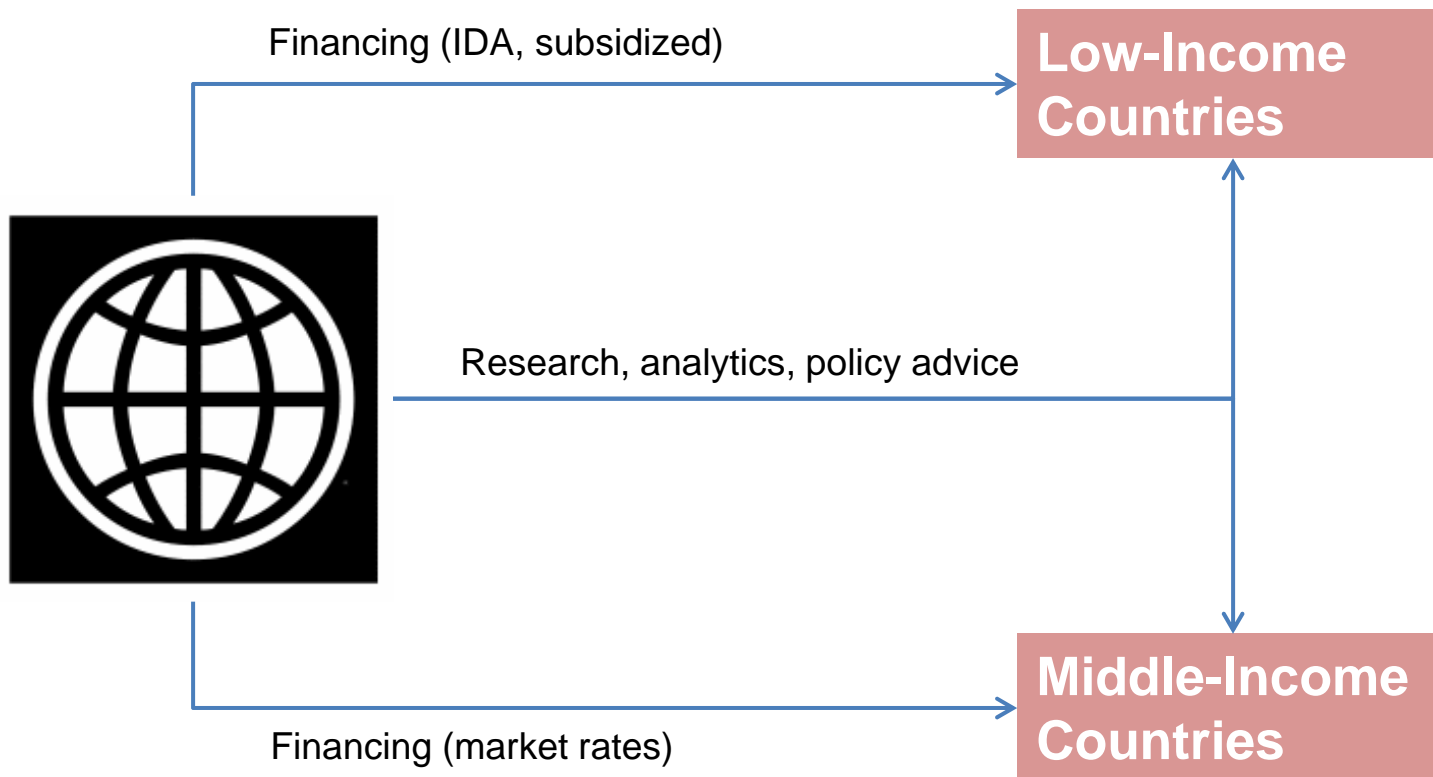 Financing (IDA, subsidized)
Low-Income
Countries
Research, analytics, policy advice
Middle-Income
Countries
Financing (market rates)